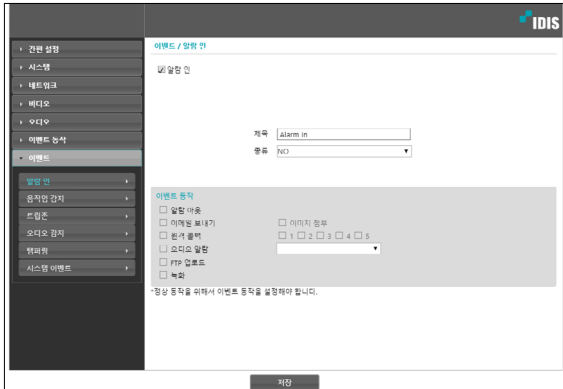 IDIS
간편 설정
시스템
네트워크
비디오
오디오
이벤트 동작
이벤트
알람 인
움직임 감지
트립존
오디오 감지
탬퍼링
시스템 이벤트
이벤트 / 알람 인
알람 인
제목 Alarm In
종류 NO
이벤트 동작
알람 아웃
이메일 보내기 이미지 첨부
원격 콜백 1 2 3 4 5
오디오 알람
FTP 업로드
녹화
*정상 동작을 위해서 이벤트 동작을 설정해야 합니다.
저장